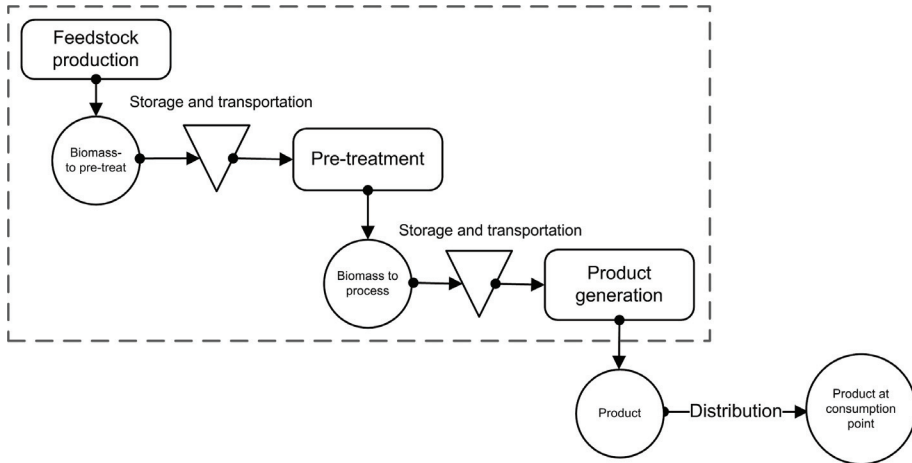 Feedstock
production
Storage and transportation
Biomass-
to pre-treat
Pre-treatment
Storage and transportation
Biomass to
process
Product
generation
Product
Distribution
Product at
consumption
point